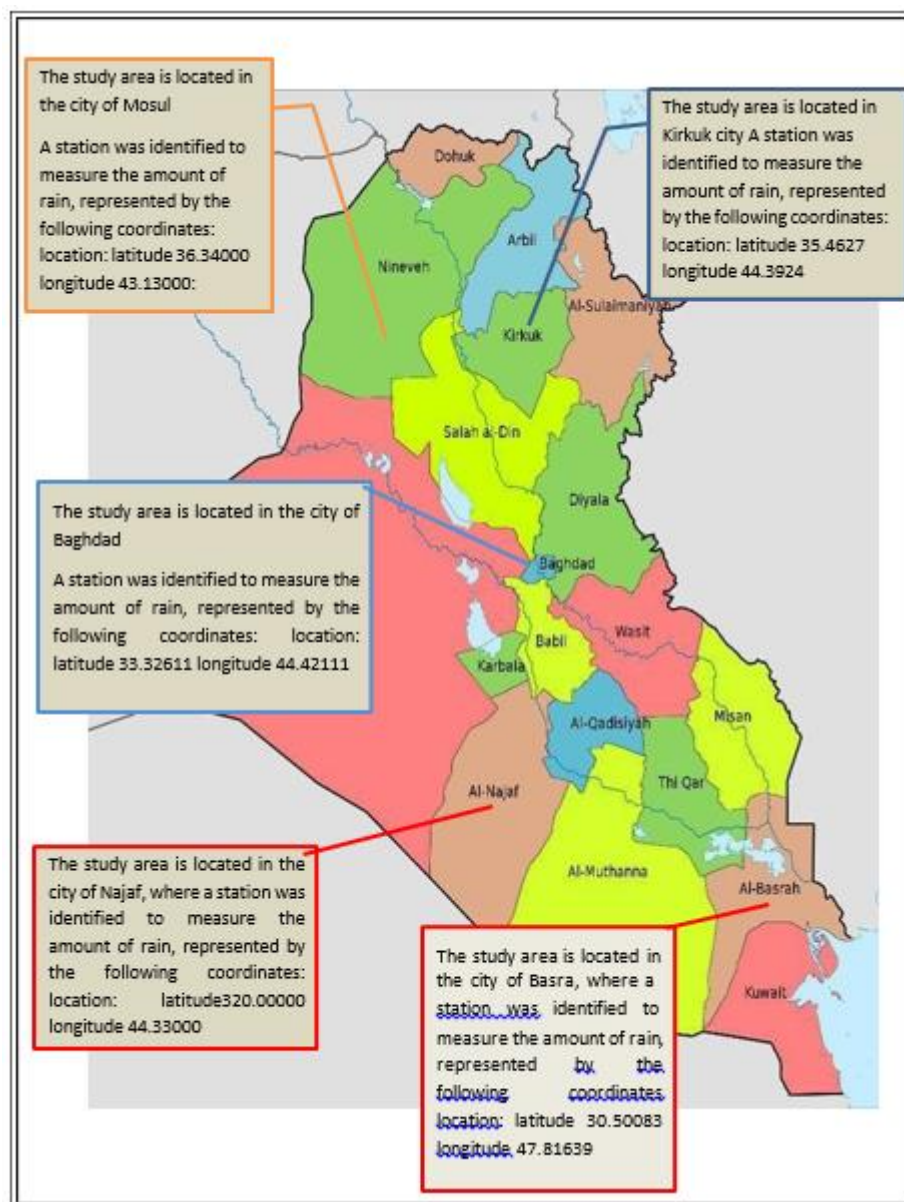 The study area is located in
the city of Mosul
A station was identified to
measure the amount of
rain, represented by the
following coordinates:
location: latitude 36.34000
longitude 43.13000:
The study area is located in
Kirkuk city A station was
identified to measure the
amount of rain, represented
by the following coordinates:
location: latitude 35.4627
longitude 44.3924
Dohuk
Arbil
Nineveh
Al-Sulaimaniyah
Kirkuk
Salah al-Din
Diyala
The study area is located in the city of
Baghdad
A station was identified to measure the
amount of rain, represented by the
following coordinates: location:
latitude 33.32611 longitude 44.42111
Baghdad
Wasit
Babil
Karbala
Al-Qadisiyah
Misan
Thi Qar
Al-Najaf
Al-Muthanna
Al-Basrah
Kuwait
The study area is located in the
city of Najaf, where a station was
identified to measure the
amount of rain, represented by
the following coordinates:
location: latitude320.00000
longitude 44.33000
The study area is located in
the city of Basra, where a
station was identified to
measure the amount of rain,
represented by the
following coordinates
location: latitude 30.50083
longitude 47.81639